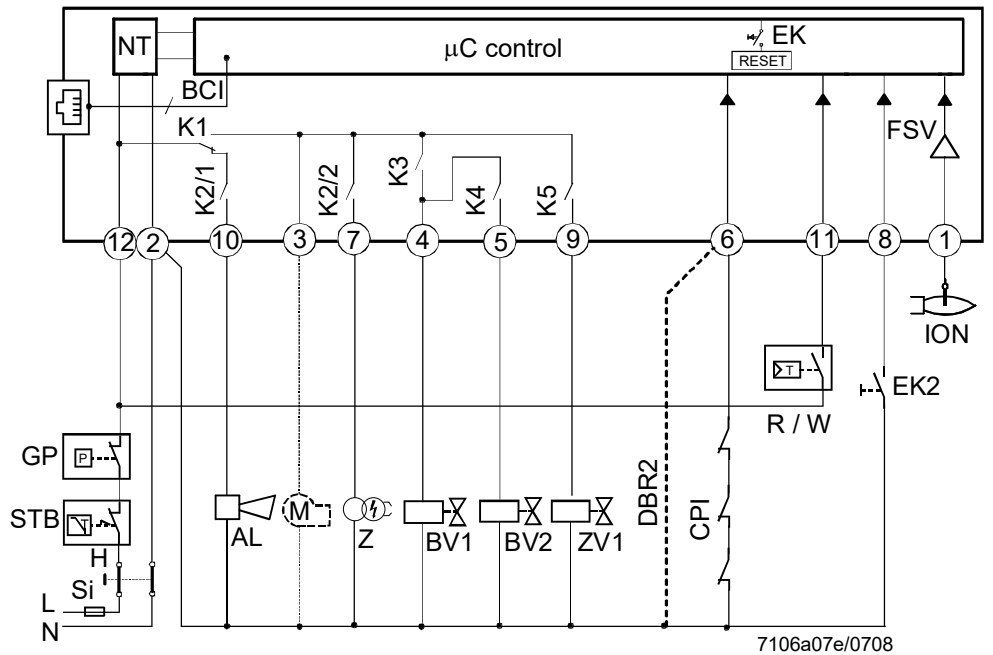 NT
μC control
EK
RESET
BCI
K1
FSV
K2/1
K2/2
K3
K4
K5
12
2
10
3
7
4
5
9
6
11
8
1
ION
T
EK2
R / W
GP
P
STB
T
H
Si
L
N
AL
M
Z
BV1
BV2
ZV1
DBR2
CPI
7106a07e/0708